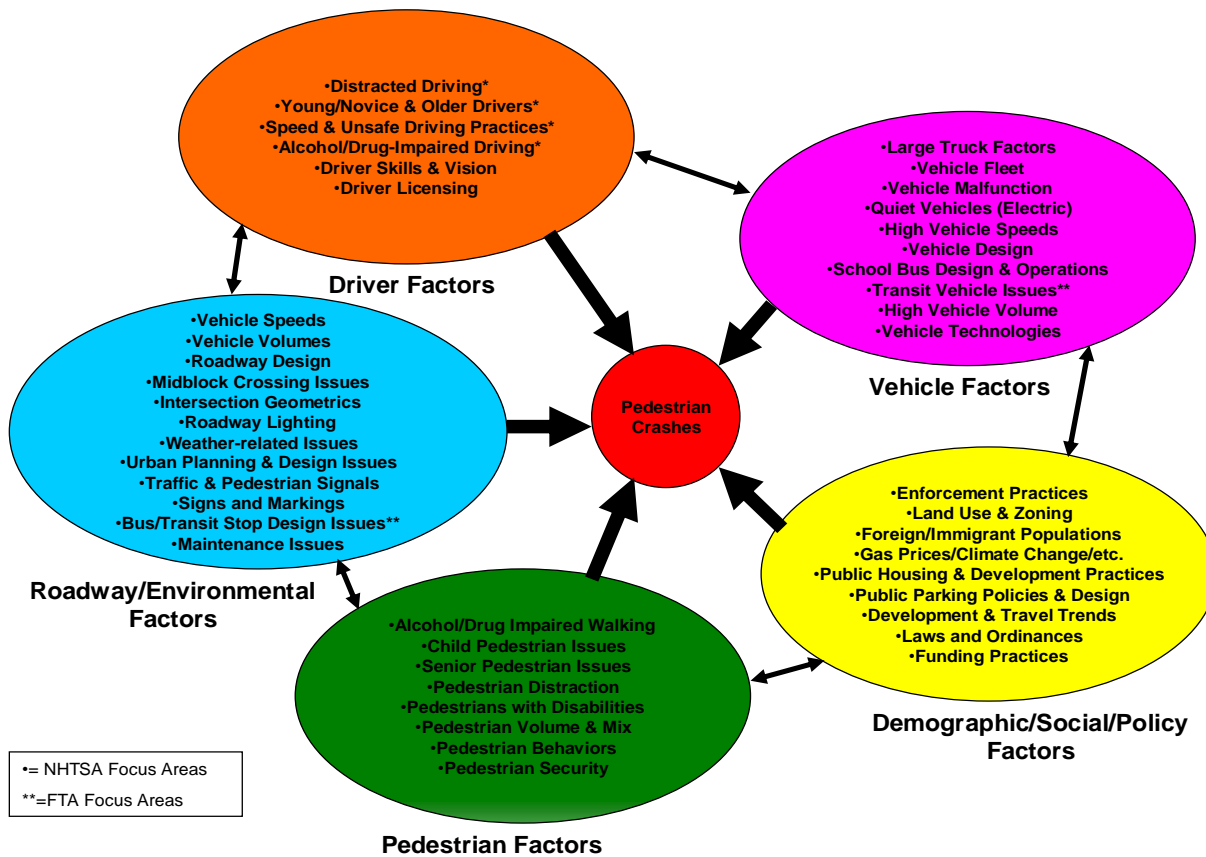 •Distracted Driving*
•Young/Novice & Older Drivers*
•Speed & Unsafe Driving Practices*
•Alcohol/Drug-Impaired Driving*
•Driver Skills & Vision
•Driver Licensing
Driver Factors
•Large Truck Factors
•Vehicle Fleet
•Vehicle Malfunction
•Quiet Vehicles (Electric)
•High Vehicle Speeds
•Vehicle Design
•School Bus Design & Operations
•Transit Vehicle Issues**
•High Vehicle Volume
•Vehicle Technologies
Vehicle Factors
•Vehicle Speeds
•Vehicle Volumes
•Roadway Design
•Midblock Crossing Issues
•Intersection Geometrics
•Roadway Lighting
•Weather-related Issues
•Urban Planning & Design Issues
•Traffic & Pedestrian Signals
•Signs and Markings
•Bus/Transit Stop Design Issues**
•Maintenance Issues
Roadway/Environmental
Factors
Pedestrian
Crashes
•Enforcement Practices
•Land Use & Zoning
•Foreign/Immigrant Populations
•Gas Prices/Climate Change/etc.
•Public Housing & Development Practices
•Public Parking Policies & Design
•Development & Travel Trends
•Laws and Ordinances
•Funding Practices
Demographic/Social/Policy
Factors
•Alcohol/Drug Impaired Walking
•Child Pedestrian Issues
•Senior Pedestrian Issues
•Pedestrian Distraction
•Pedestrians with Disabilities
•Pedestrian Volume & Mix
•Pedestrian Behaviors
•Pedestrian Security
Pedestrian Factors
•= NHTSA Focus Areas
**=FTA Focus Areas